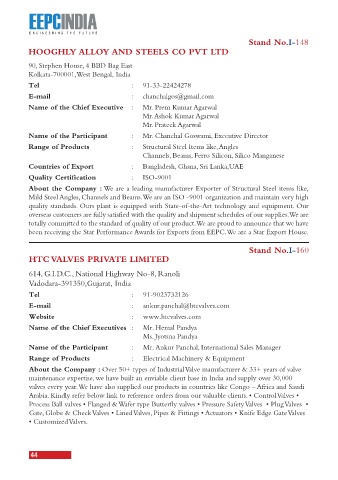 EEPCINDIA
ENGINEERING THE FUTURE
Stand No.I-148
HOOGHLY ALLOY AND STEELS CO PVT LTD
90, Stephen House, 4 BBD Bag East
Kolkata-700001, West Bengal, India
Tel : 91-33-22424278
E-mail : chanchalgos@gmail.com
Name of the Chief Executive : Mr. Prem Kumar Agarwal
Mr. Ashok Kumar Agarwal
Mr. Prateek Agarwal
Name of the Participant : Mr. Chanchal Goswami, Executive Director
Range of Products : Structural Steel Items like, Angles
Channels, Beams, Ferro Silicon, Silico Manganese
Countries of Export : Bangladesh, Ghana, Sri Lanka,UAE
Quality Certification : ISO-9001
About the Company : We are a leading manufacturer Exporter of Structural Steel items like,
Mild Steel Angles, Channels and Beams. We are an ISO -9001 organization and maintain very high
quality standards. Ours plant is equipped with State-of-the-Art technology and equipment. Our
overseas customers are fully satisfied with the quality and shipment schedules of our supplies. We are
totally committed to the standard of quality of our product. We are proud to announce that we have
been receiving the Star Performance Awards for Exports from EEPC. We are a Star Export House.
Stand No.I-160
HTC VALVES PRIVATE LIMITED
614, G.I.D.C., National Highway No-8, Ranoli
Vadodara-391350, Gujarat, India
Tel : 91-9023732126
E-mail : ankur.panchal@htcvalves.com
Website : www.htcvalves.com
Name of the Chief Executives : Mr. Hemal Pandya
Ms. Jyotsna Pandya
Name of the Participant : Mr. Ankur Panchal, International Sales Manager
Range of Products : Electrical Machinery & Equipment
About the Company : Over 50+ types of Industrial Valve manufacturer & 33+ years of valve
maintenance expertise, we have built an enviable client base in India and supply over 30,000
valves every year. We have also supplied our products in countries like Congo – Africa and Saudi
Arabia. Kindly refer below link to reference orders from our valuable clients. • Control Valves •
Process Ball valves • Flanged & Wafer type Butterfly valves • Pressure Safety Valves • Plug Valves •
Gate, Globe & Check Valves • Lined Valves, Pipes & Fittings • Actuators • Knife Edge Gate Valves
• Customized Valves.
44